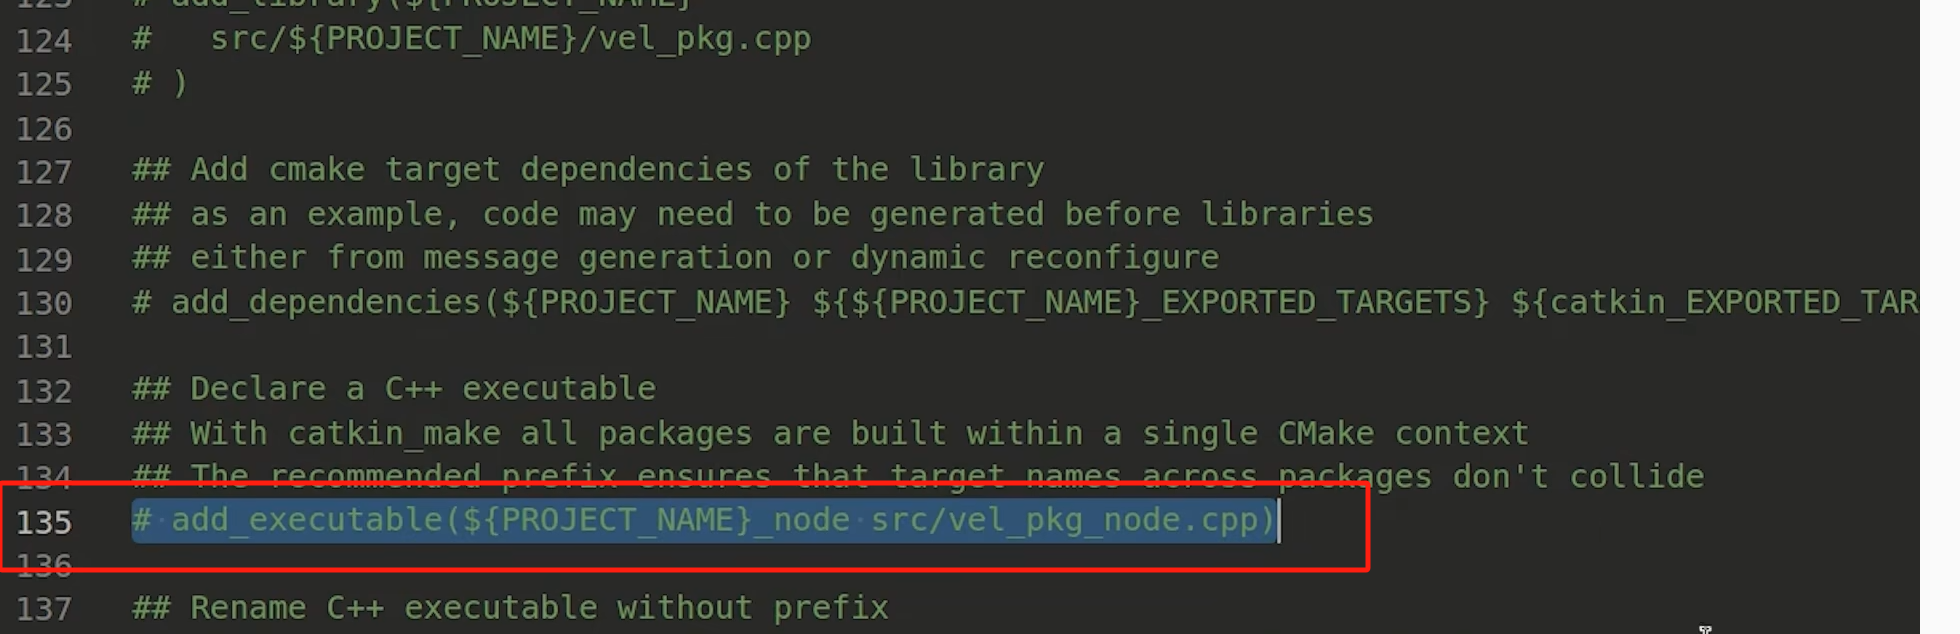 123 # add_library(${PROJECT_NAME}
124 #   src/${PROJECT_NAME}/vel_pkg.cpp
125 # )
126
127 ## Add cmake target dependencies of the library
128 ## as an example, code may need to be generated before libraries
129 ## either from message generation or dynamic reconfigure
130 # add_dependencies(${PROJECT_NAME} ${${PROJECT_NAME}_EXPORTED_TARGETS} ${catkin_EXPORTED_TAR
131
132 ## Declare a C++ executable
133 ## With catkin_make all packages are built within a single CMake context
134 ## The recommended prefix ensures that target names across packages don't collide
135 # add_executable(${PROJECT_NAME}_node src/vel_pkg_node.cpp)
136
137 ## Rename C++ executable without prefix